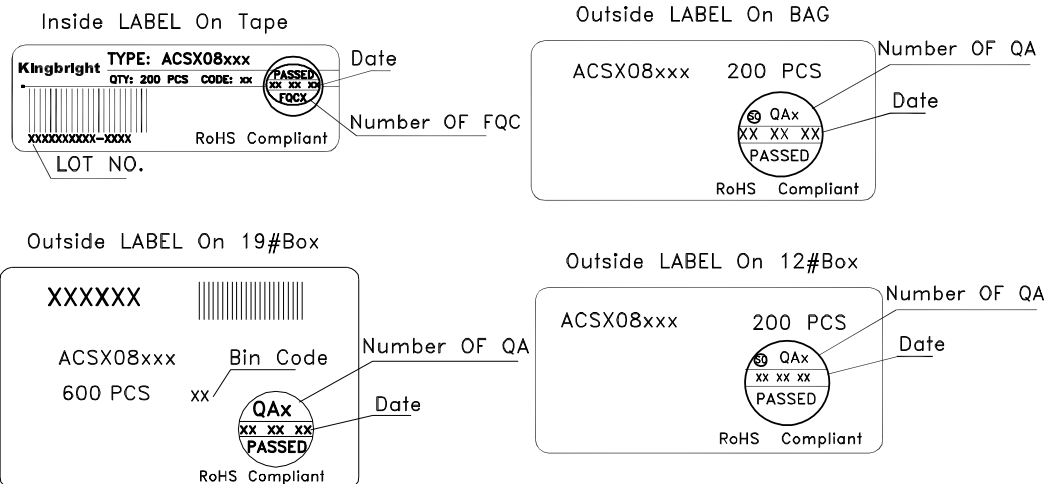 Inside LABEL On Tape
Kingbright
TYPE: ACSX08xxx
QTY: 200 PCS CODE: xx
PASSED
xx xx xx
FQCX
Date
Number OF FQC
XXXXXXXXXX-XXXX
RoHS Compliant
LOT NO.
Outside LABEL On BAG
ACSX08xxx 200 PCS
Number OF QA
SQ QAx
Date
XX XX XX
PASSED
RoHS Compliant
Outside LABEL On 19#Box
XXXXXX
ACSX08xxx
Bin Code
Number OF QA
600 PCS
xx
QAx
Date
xx xx xx
PASSED
RoHS Compliant
Outside LABEL On 12#Box
ACSX08xxx
200 PCS
Number OF QA
SQ QAx
Date
xx xx xx
PASSED
RoHS Compliant